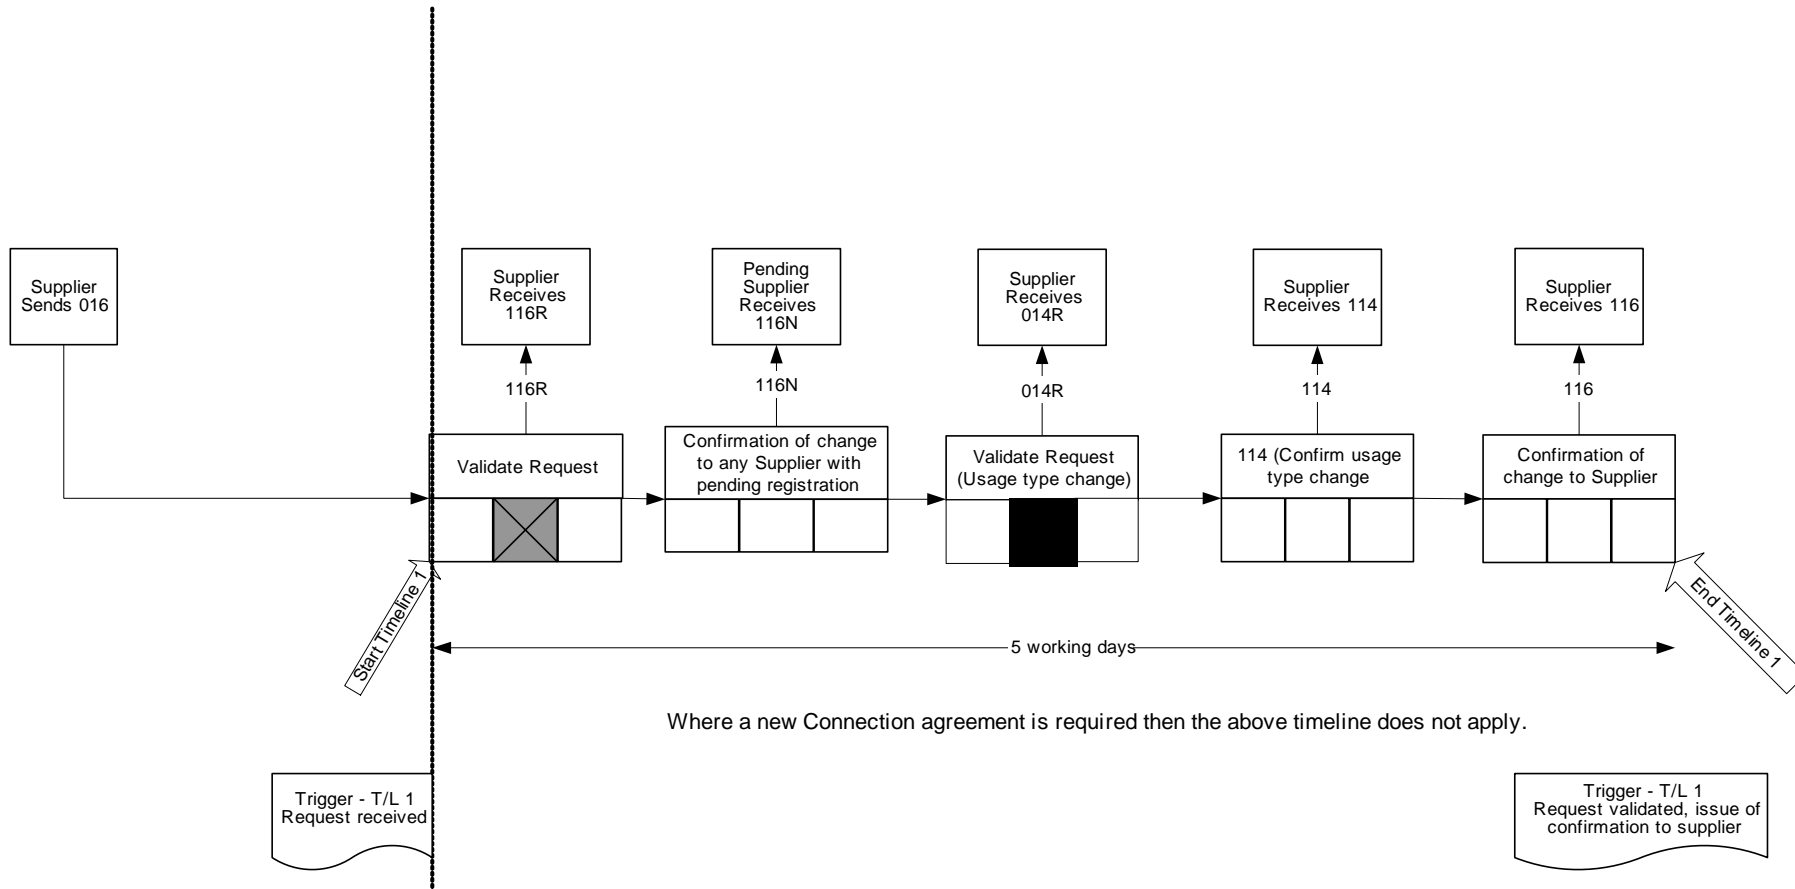 Supplier
Sends 016
Supplier
Receives
116R
Pending
Supplier
Receives
116N
Supplier
Receives
014R
Supplier
Receives 114
Supplier
Receives 116
116R
116N
014R
114
116
Validate Request
Confirmation of change
to any Supplier with
pending registration
Validate Request
(Usage type change)
114 (Confirm usage
type change
Confirmation of
change to Supplier
Start Timeline 1
End Timeline 1
5 working days
Where a new Connection agreement is required then the above timeline does not apply.
Trigger - T/L 1
Request received
Trigger - T/L 1
Request validated, issue of
confirmation to supplier